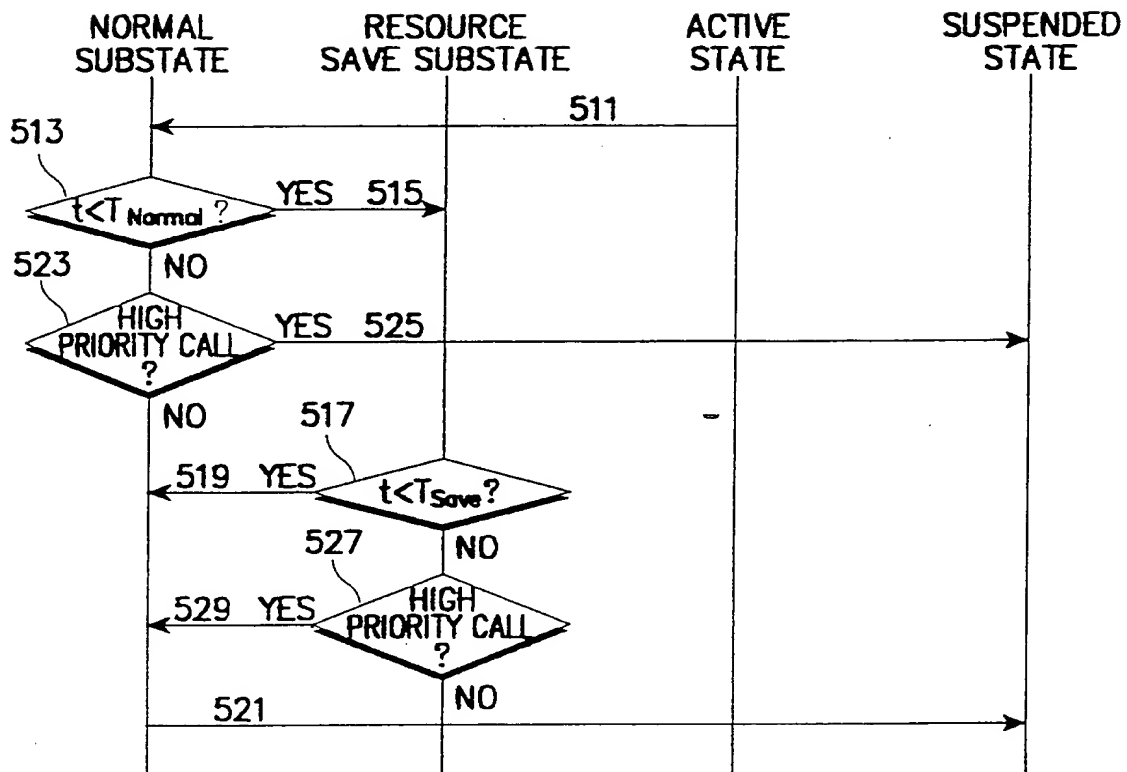 NORMAL
SUBSTATE
RESOURCE
SAVE SUBSTATE
ACTIVE
STATE
SUSPENDED
STATE
511
513
t<T Normal ?
YES 515
NO
523
HIGH
PRIORITY CALL
?
YES 525
NO
517
519 YES
t<TSave?
NO
527
529 YES
HIGH
PRIORITY CALL
?
NO
521